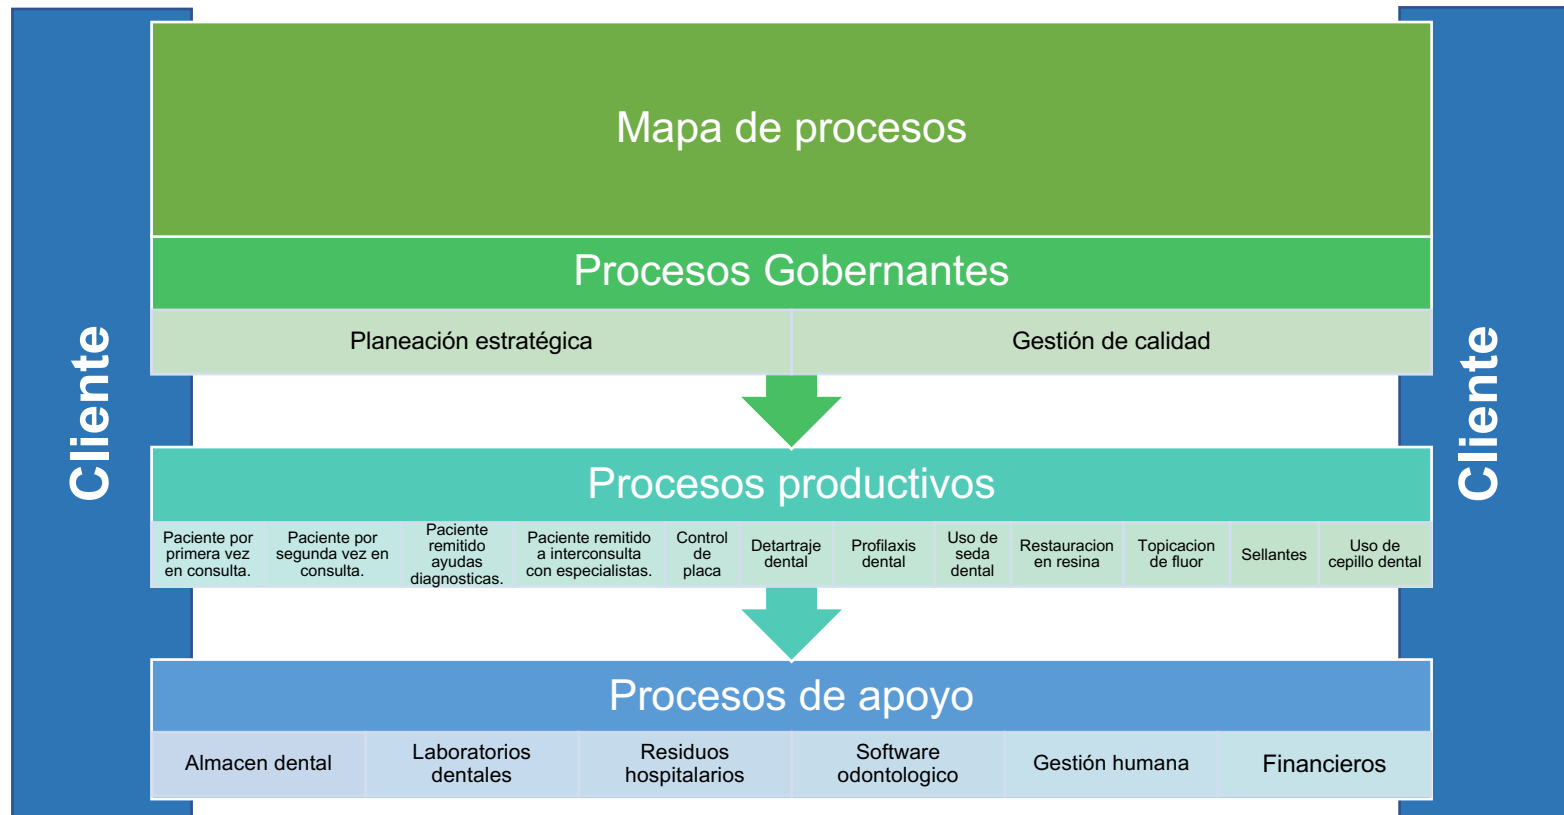 Mapa de procesos
Procesos Gobernantes
Planeación estratégica
Gestión de calidad
Cliente
Cliente
Procesos productivos
Paciente por
primera vez
en consulta.
Paciente por
segunda vez en
consulta.
Paciente
remitido
ayudas
diagnosticas.
Paciente remitido
a interconsulta
con especialistas.
Control
de
placa
Detartraje
dental
Profilaxis
dental
Uso de
seda
dental
Restauracion
en resina
Topicacion
de fluor
Sellantes
Uso de
cepillo dental
Procesos de apoyo
Almacen dental
Laboratorios
dentales
Residuos
hospitalarios
Software
odontologico
Gestión humana
Financieros